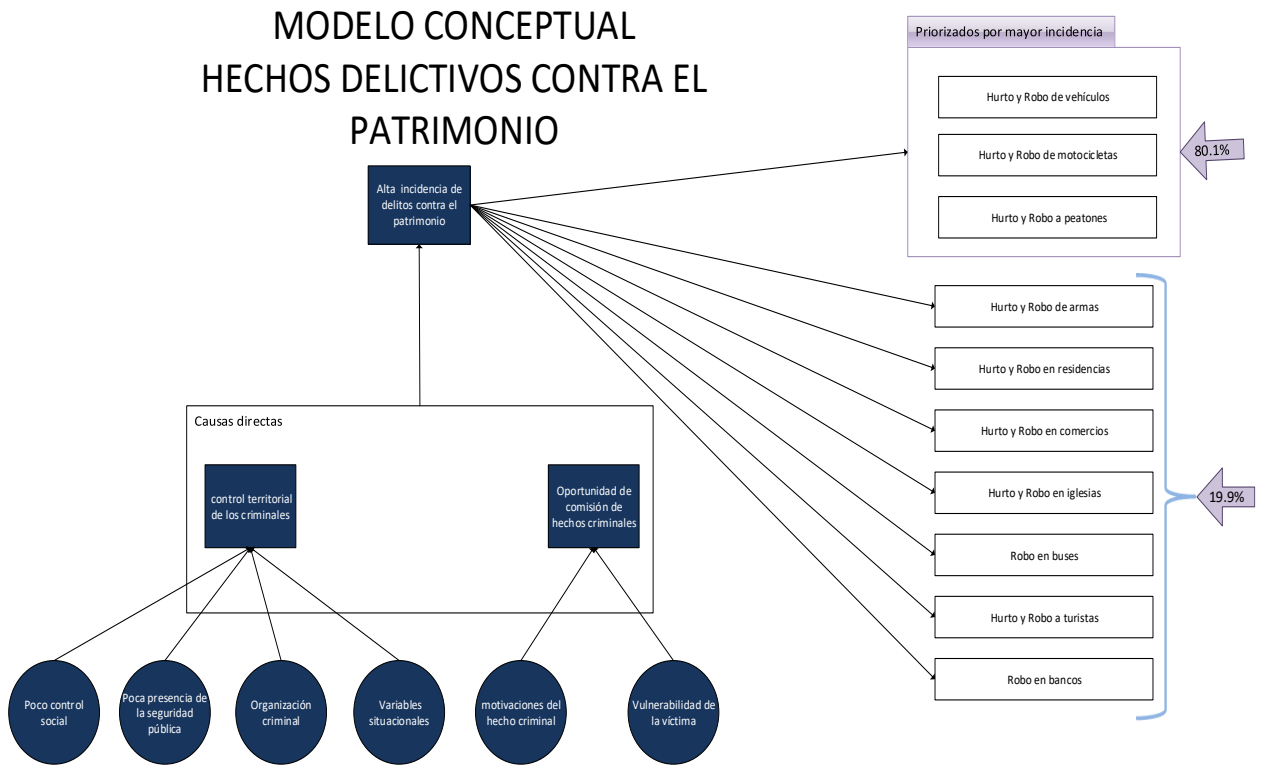 MODELO CONCEPTUAL
HECHOS DELICTIVOS CONTRA EL
PATRIMONIO
Priorizados por mayor incidencia
Hurto y Robo de vehículos
Hurto y Robo de motocicletas
80.1%
Hurto y Robo a peatones
Alta incidencia de
delitos contra el
patrimonio
Hurto y Robo de armas
Hurto y Robo en residencias
Hurto y Robo en comercios
Hurto y Robo en iglesias
19.9%
Robo en buses
Hurto y Robo a turistas
Robo en bancos
Causas directas
control territorial
de los criminales
Oportunidad de
comisión de
hechos criminales
Poco control
social
Poca presencia de
la seguridad
pública
Organización
criminal
Variables
situacionales
motivaciones del
hecho criminal
Vulnerabilidad de
la víctima